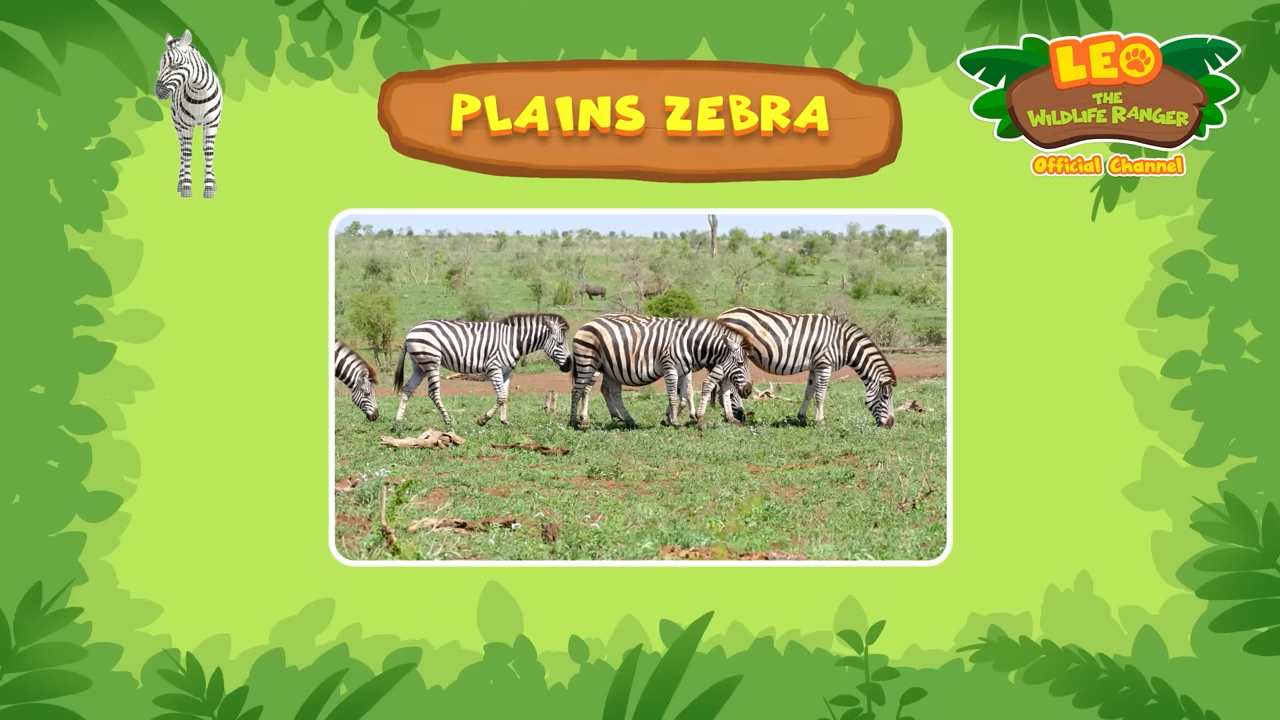 PLAINS ZEBRA
LEO
THE
WILDLIFE RANGER
Official Channel